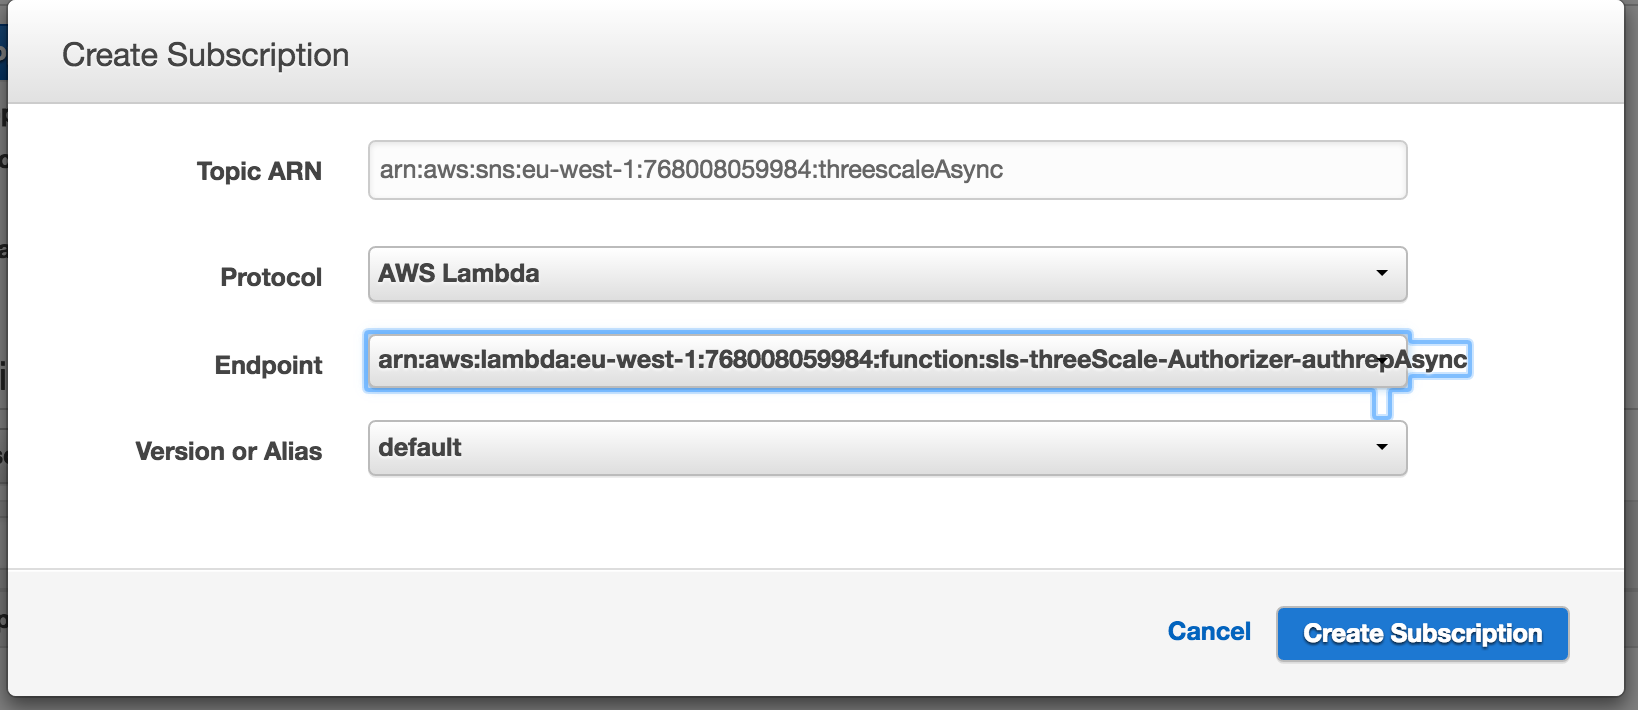 Create Subscription
Topic ARN
arn:aws:sns:eu-west-1:768008059984:threescaleAsync
Protocol
AWS Lambda
Endpoint
arn:aws:lambda:eu-west-1:768008059984:function:sls-threeScale-Authorizer-authrepAsync
Version or Alias
default
Cancel
Create Subscription